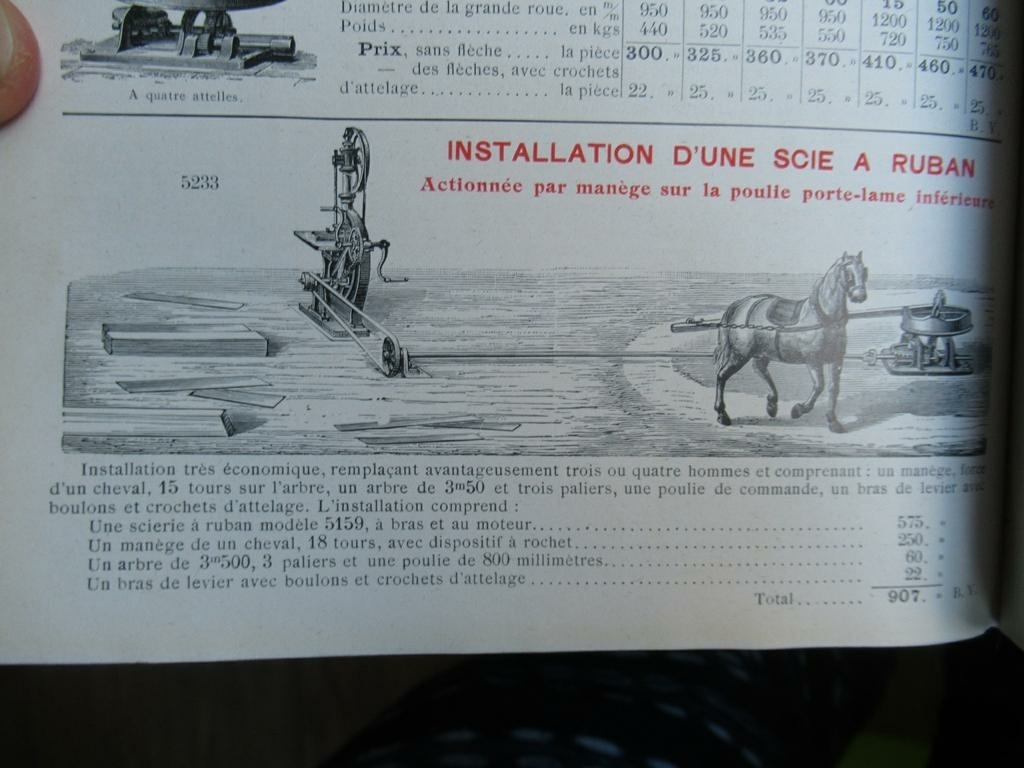 Diamètre de la grande roue. en m/m 950 950 950 950 1200 1200 1200
Poids.................. en kgs 440 520 535 550 720 750 765
Prix, sans flèche..... la pièce 300. » 325. » 360. » 370. » 410. » 460. » 470. »
— des flèches, avec crochets
d'attelage............. la pièce 22. » 25. » 25. » 25. » 25. » 25. » 25. »
A quatre attelles.
B. Y.
INSTALLATION D'UNE SCIE A RUBAN
5233
Actionnée par manège sur la poulie porte-lame inférieure
Installation très économique, remplaçant avantageusement trois ou quatre hommes et comprenant : un manège, force
d'un cheval, 15 tours sur l'arbre, un arbre de 3m50 et trois paliers, une poulie de commande, un bras de levier avec
boulons et crochets d'attelage. L'installation comprend :
Une scierie à ruban modèle 5159, à bras et au moteur........ 575. »
Un manège de un cheval, 18 tours, avec dispositif à rochet........ 250. »
Un arbre de 3m500, 3 paliers et une poulie de 800 millimètres........ 60. »
Un bras de levier avec boulons et crochets d'attelage........ 22. »
Total........ 907. » B. Y.